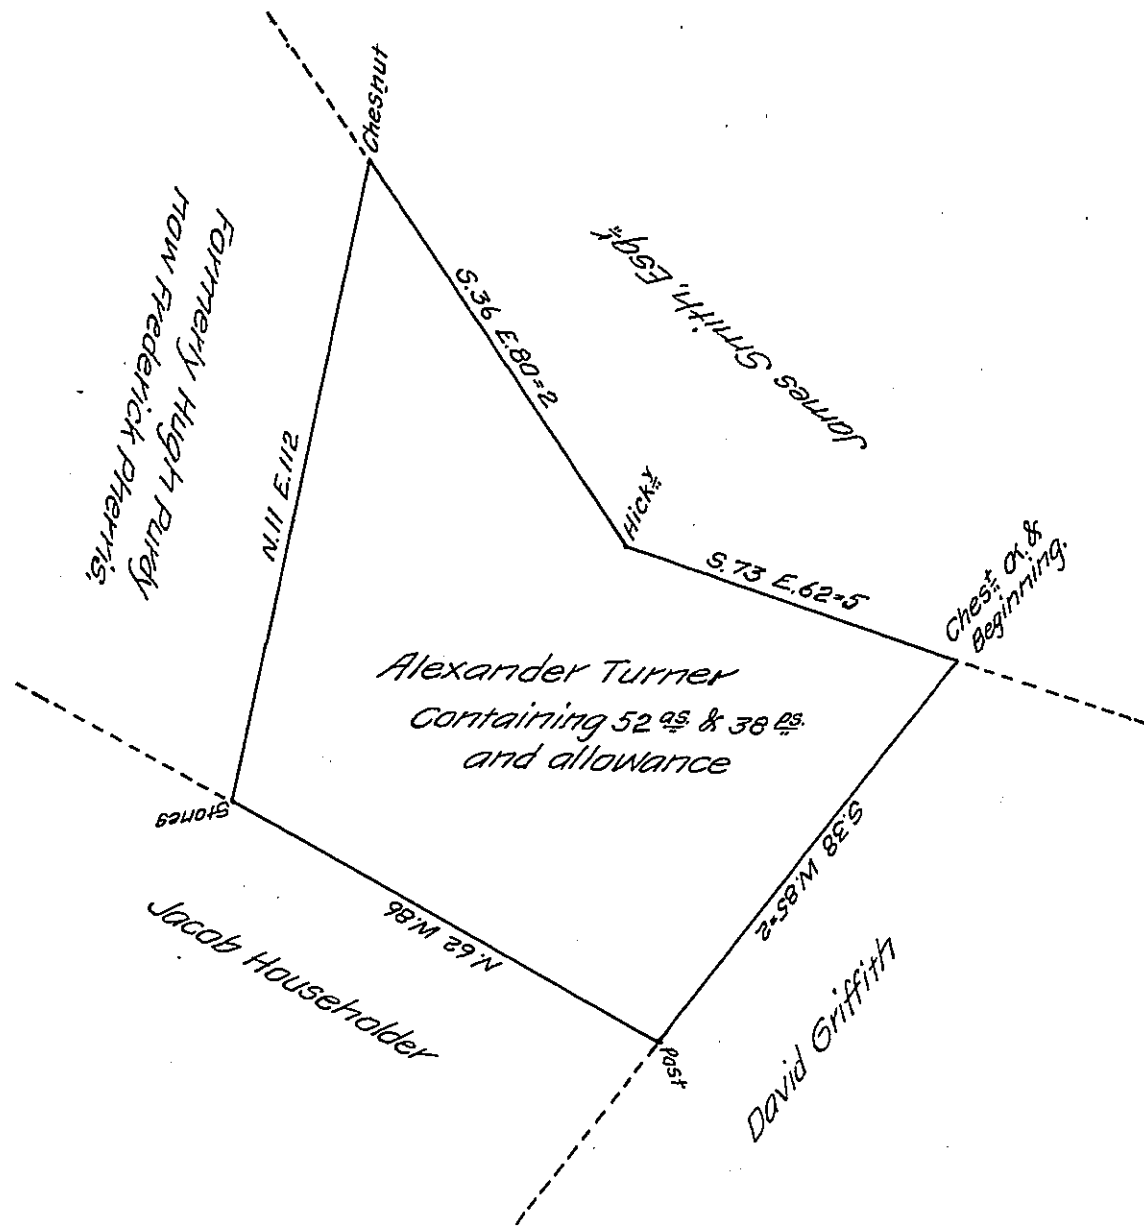 Chesnut
Formerly Hugh Purdy
now Frederick Pherris,
S.36 E.80=2
James Smith, Esqr
N.11 E.112
Hicky
S.73 E.62=5
Chest. Ok. &
Beginning.
Alexander Turner
Containing 52 as. & 38 ps.
and allowance
Stones
S.38 W.85=2
N.62 W.86
Jacob Householder
Post
David Griffith